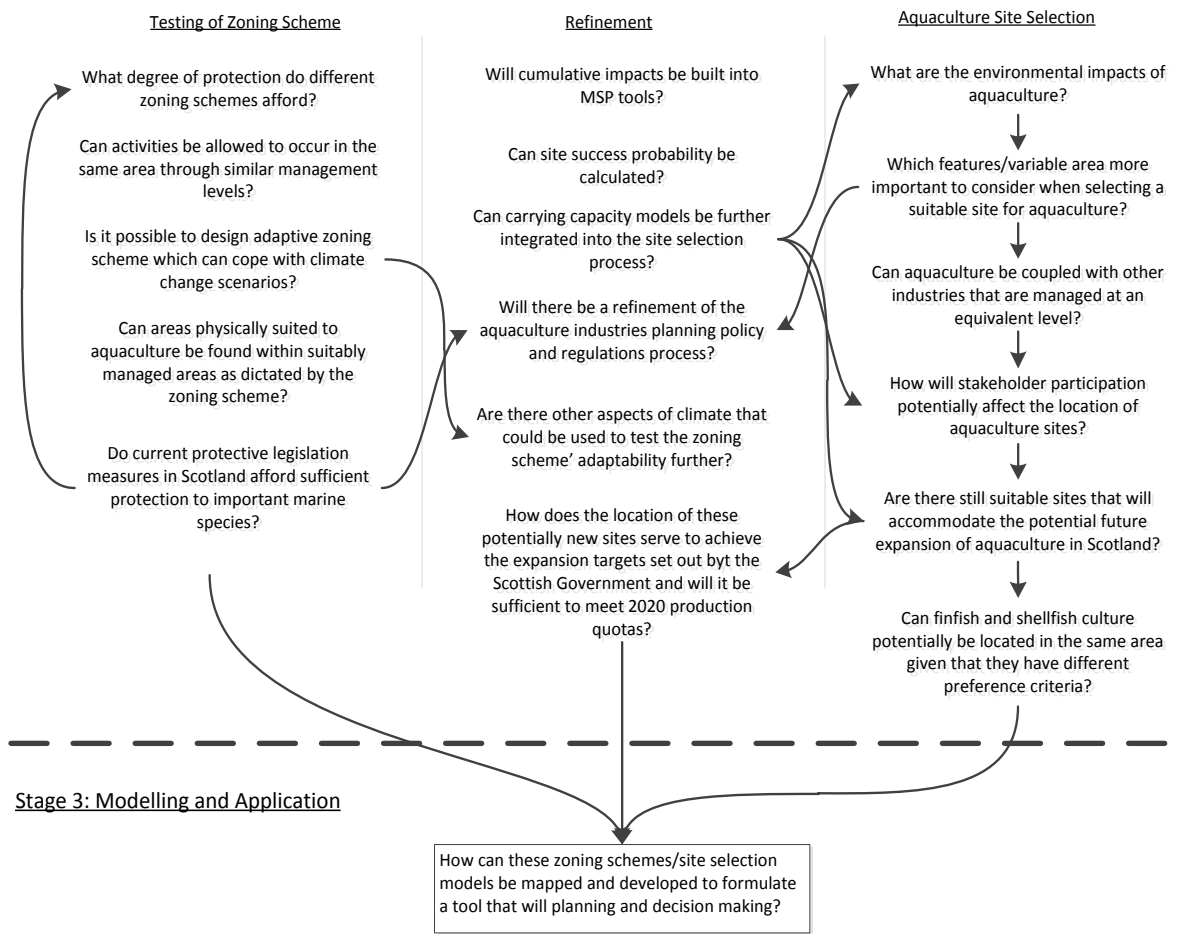 Testing of Zoning Scheme
What degree of protection do different
zoning schemes afford?
Can activities be allowed to occur in the
same area through similar management
levels?
Is it possible to design adaptive zoning
scheme which can cope with climate
change scenarios?
Can areas physically suited to
aquaculture be found within suitably
managed areas as dictated by the
zoning scheme?
Do current protective legislation
measures in Scotland afford sufficient
protection to important marine
species?
Refinement
Will cumulative impacts be built into
MSP tools?
Can site success probability be
calculated?
Can carrying capacity models be further
integrated into the site selection
process?
Will there be a refinement of the
aquaculture industries planning policy
and regulations process?
Are there other aspects of climate that
could be used to test the zoning
scheme’ adaptability further?
How does the location of these
potentially new sites serve to achieve
the expansion targets set out byt the
Scottish Government and will it be
sufficient to meet 2020 production
quotas?
Aquaculture Site Selection
What are the environmental impacts of
aquaculture?
Which features/variable area more
important to consider when selecting a
suitable site for aquaculture?
Can aquaculture be coupled with other
industries that are managed at an
equivalent level?
How will stakeholder participation
potentially affect the location of
aquaculture sites?
Are there still suitable sites that will
accommodate the potential future
expansion of aquaculture in Scotland?
Can finfish and shellfish culture
potentially be located in the same area
given that they have different
preference criteria?
Stage 3: Modelling and Application
How can these zoning schemes/site selection
models be mapped and developed to formulate
a tool that will planning and decision making?